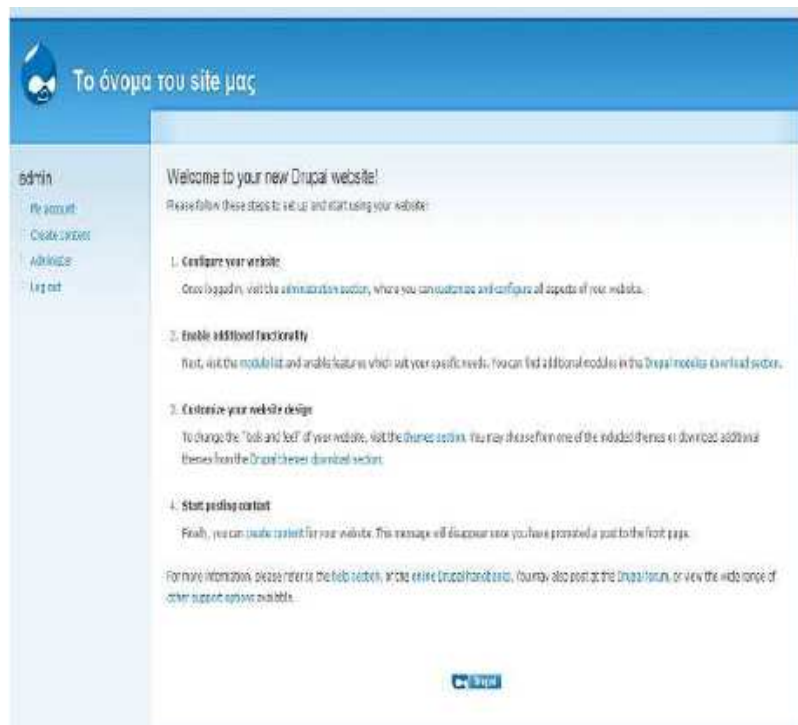 Το όνομα του site μας
admin
My account
Create content
Administer
Log out
Welcome to your new Drupal website!
Please follow these steps to set up and start using your website:
1. Configure your website
Once logged in, visit the administration section, where you can customize and configure all aspects of your website.
2. Enable additional functionality
Next, visit the module list and enable features which suit your specific needs. You can find additional modules in the Drupal modules download section.
3. Customize your website design
To change the "look and feel" of your website, visit the themes section. You may choose from one of the included themes or download additional
themes from the Drupal themes download section.
4. Start posting content
Finally, you can create content for your website. This message will disappear once you have promoted a post to the front page.
For more information, please refer to the help section, or the online Drupal handbooks. You may also post at the Drupal forum, or view the wide range of
other support options available.
Drupal